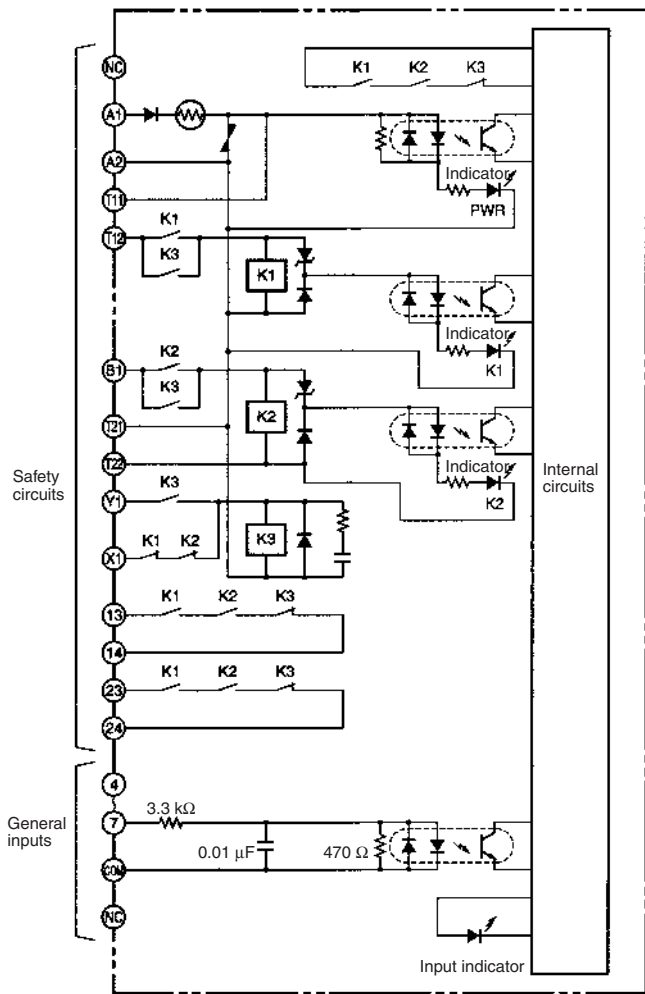 NC
K1 K2 K3
A1
A2
Indicator
T11
PWR
K1
T12
K3
K1
Indicator
K2
K1
B1
K3
K2
T21
Indicator
Internal circuits
Safety circuits
T22
K3
K2
Y1
K1 K2
K3
X1
K1 K2 K3
13
14
K1 K2 K3
23
24
4
3.3 kΩ
General inputs
7
0.01 µF
470 Ω
COM
NC
Input indicator